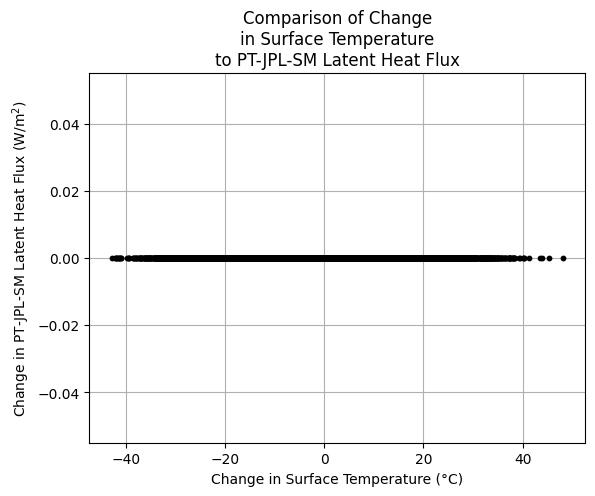 Comparison of Change
in Surface Temperature
to PT-JPL-SM Latent Heat Flux
Change in PT-JPL-SM Latent Heat Flux (W/m²)
0.04
0.02
0.00
−0.02
−0.04
−40
−20
0
20
40
Change in Surface Temperature (°C)